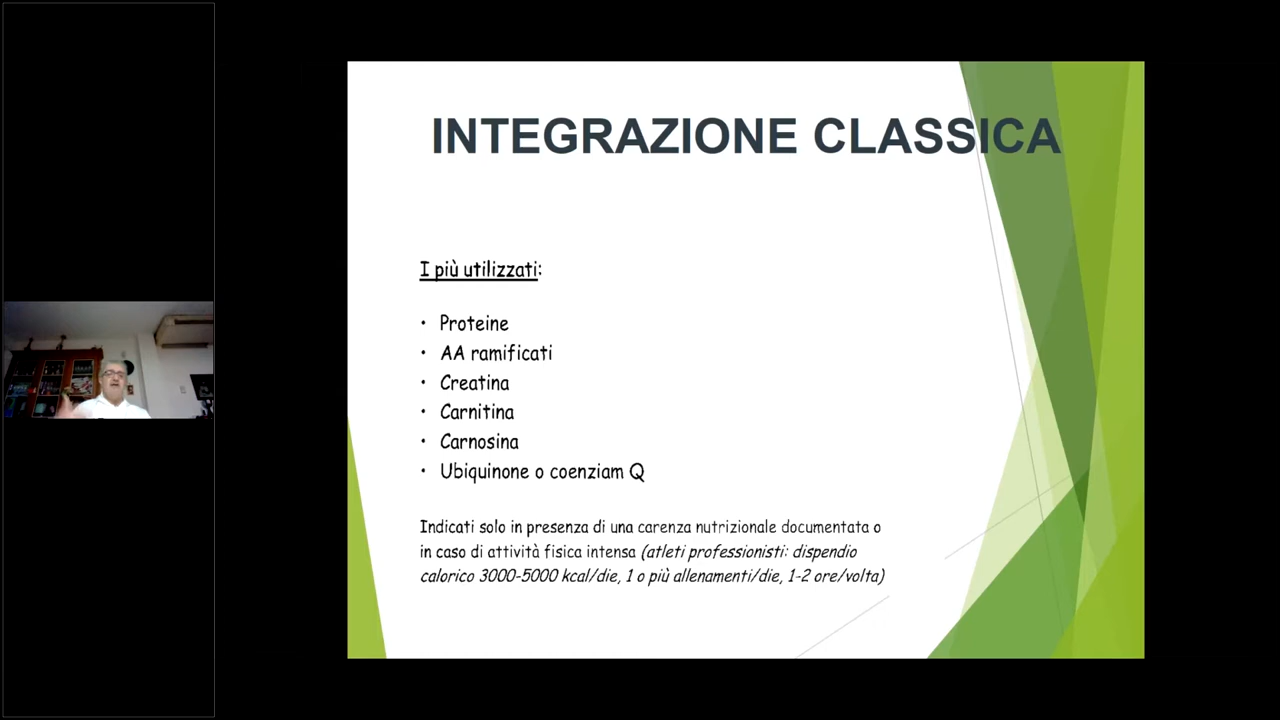 INTEGRAZIONE CLASSICA
I più utilizzati:
• Proteine
• AA ramificati
• Creatina
• Carnitina
• Carnosina
• Ubiquinone o coenziam Q
Indicati solo in presenza di una carenza nutrizionale documentata o
in caso di attività fisica intensa (atleti professionisti: dispendio
calorico 3000-5000 kcal/die, 1 o più allenamenti/die, 1-2 ore/volta)